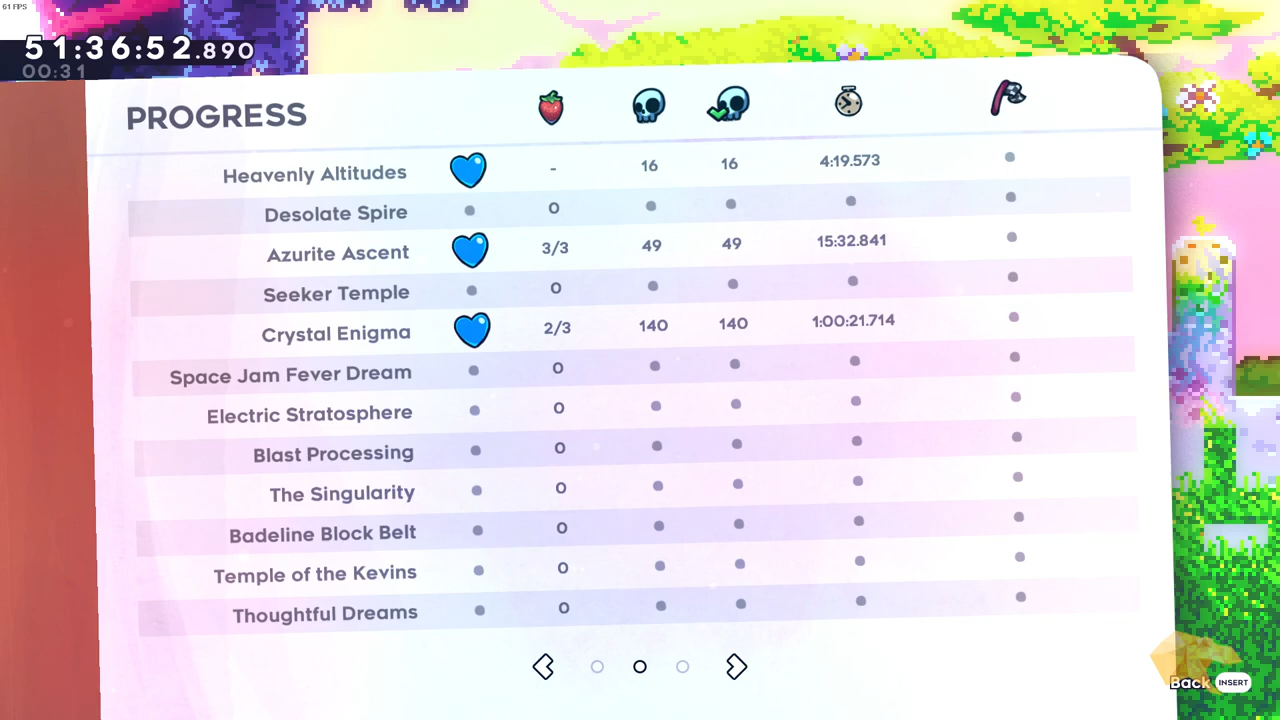 61 FPS
51:36:52.890
00:31
PROGRESS
Heavenly Altitudes - 16 16 4:19.573
Desolate Spire 0
Azurite Ascent 3/3 49 49 15:32.841
Seeker Temple 0
Crystal Enigma 2/3 140 140 1:00:21.714
Space Jam Fever Dream 0
Electric Stratosphere 0
Blast Processing 0
The Singularity 0
Badeline Block Belt 0
Temple of the Kevins 0
Thoughtful Dreams 0
Back INSERT